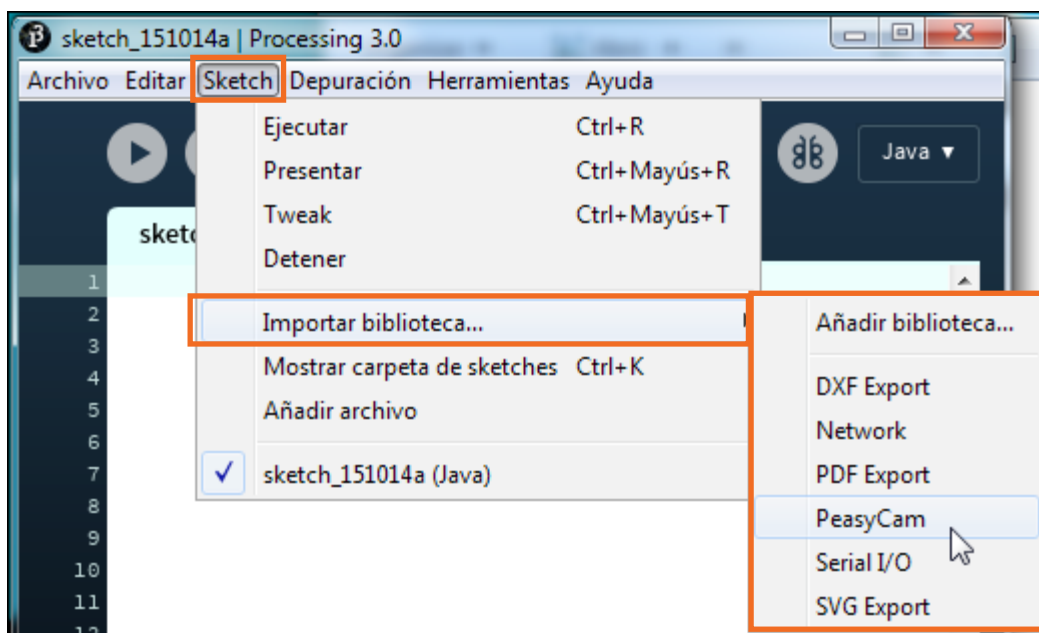 sketch_151014a | Processing 3.0
Archivo Editar Sketch Depuración Herramientas Ayuda
Java ▾
Ejecutar Ctrl+R
Presentar Ctrl+Mayús+R
Tweak Ctrl+Mayús+T
Detener
Importar biblioteca...
Mostrar carpeta de sketches Ctrl+K
Añadir archivo
✓ sketch_151014a (Java)
Añadir biblioteca...
DXF Export
Network
PDF Export
PeasyCam
Serial I/O
SVG Export
1
2
3
4
5
6
7
8
9
10
11